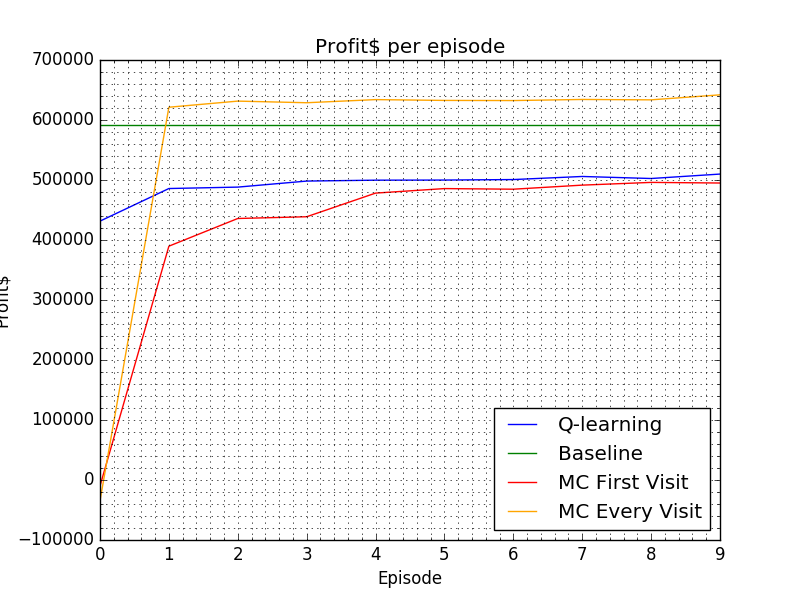 Profit$ per episode
700000
600000
500000
400000
300000
200000
100000
0
−100000
Profit$
0 1 2 3 4 5 6 7 8 9
Episode
Q-learning
Baseline
MC First Visit
MC Every Visit